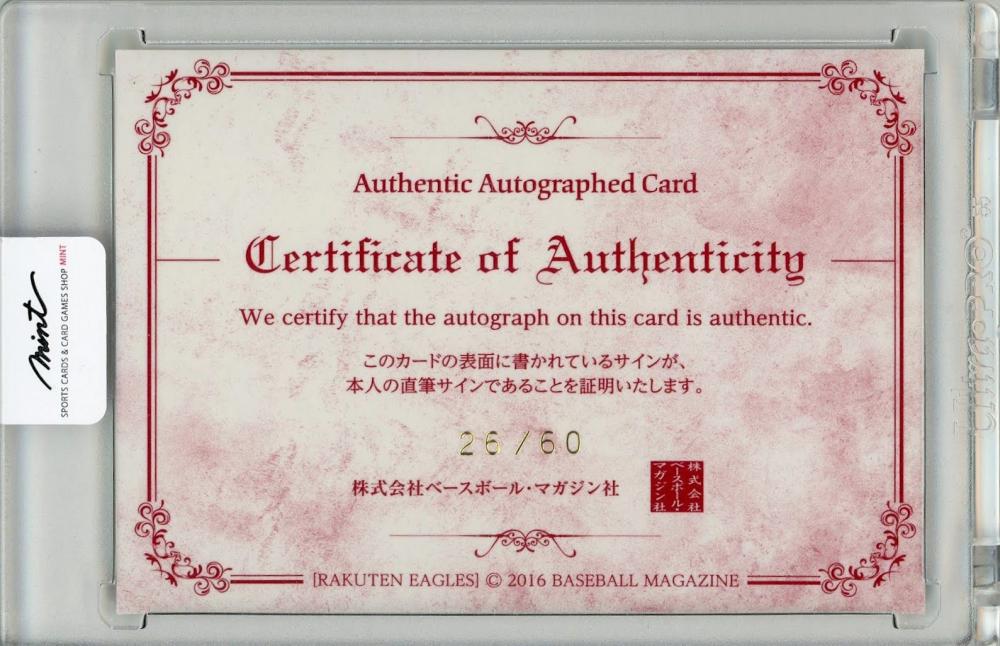 Authentic Autographed Card
Certificate of Authenticity
We certify that the autograph on this card is authentic.
このカードの表面に書かれているサインが、
本人の直筆サインであることを証明いたします。
26/60
株式会社ベースボール・マガジン社
株式会社
ベースボール・
マガジン社
[RAKUTEN EAGLES] © 2016 BASEBALL MAGAZINE
mint
SPORTS CARDS & CARD GAMES SHOP MINT